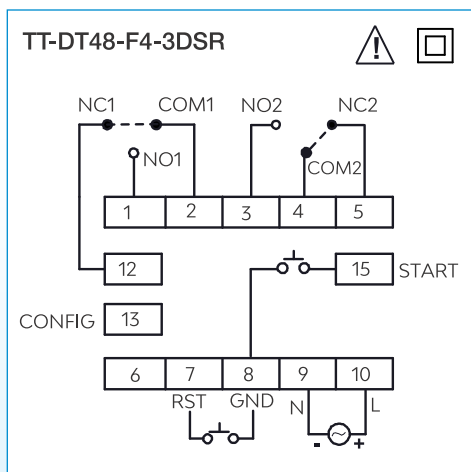 TT-DT48-F4-3DSR
NC1 COM1 NO2 NC2
NO1 COM2
1 2 3 4 5
12 15 START
CONFIG 13
6 7 8 9 10
RST GND N L
- +